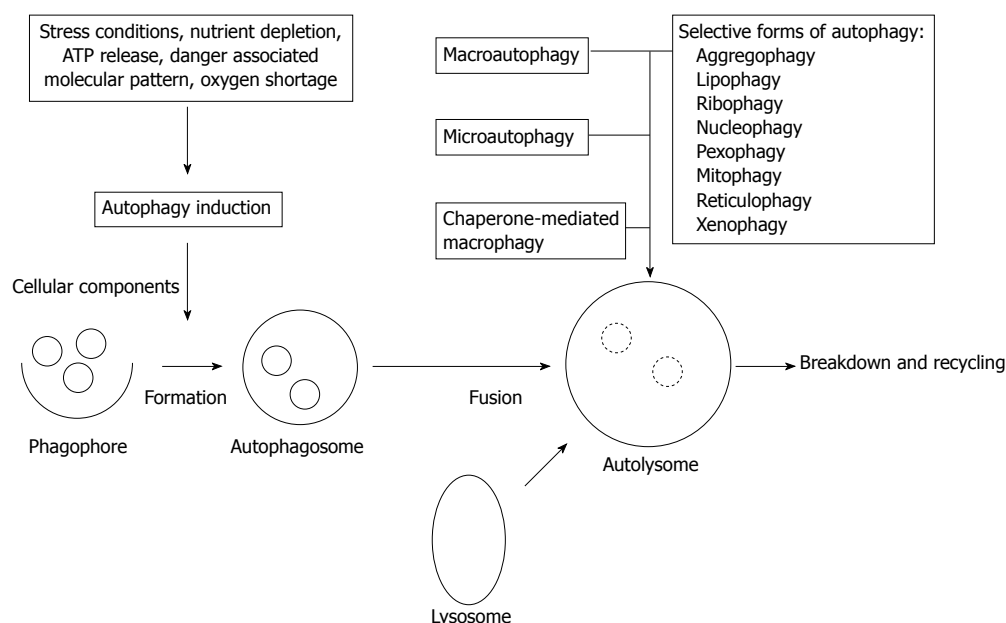 Stress conditions, nutrient depletion,
ATP release, danger associated
molecular pattern, oxygen shortage
Autophagy induction
Cellular components
Macroautophagy
Microautophagy
Chaperone-mediated
macrophagy
Selective forms of autophagy:
Aggregophagy
Lipophagy
Ribophagy
Nucleophagy
Pexophagy
Mitophagy
Reticulophagy
Xenophagy
Phagophore
Formation
Autophagosome
Fusion
Autolysome
Breakdown and recycling
Lysosome